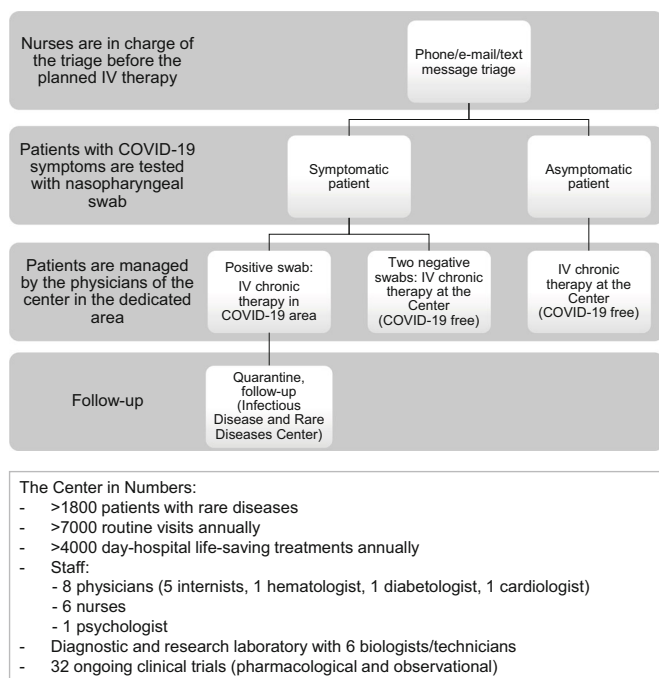 Nurses are in charge of
the triage before the
planned IV therapy
Phone/e-mail/text
message triage
Patients with COVID-19
symptoms are tested
with nasopharyngeal
swab
Symptomatic
patient
Asymptomatic
patient
Patients are managed
by the physicians of the
center in the dedicated
area
Positive swab:
IV chronic
therapy in
COVID-19 area
Two negative
swabs: IV chronic
therapy at the
Center
(COVID-19 free)
IV chronic
therapy at the
Center
(COVID-19 free)
Follow-up
Quarantine,
follow-up
(Infectious
Disease and Rare
Diseases Center)
The Center in Numbers:
- >1800 patients with rare diseases
- >7000 routine visits annually
- >4000 day-hospital life-saving treatments annually
- Staff:
- 8 physicians (5 internists, 1 hematologist, 1 diabetologist, 1 cardiologist)
- 6 nurses
- 1 psychologist
- Diagnostic and research laboratory with 6 biologists/technicians
- 32 ongoing clinical trials (pharmacological and observational)